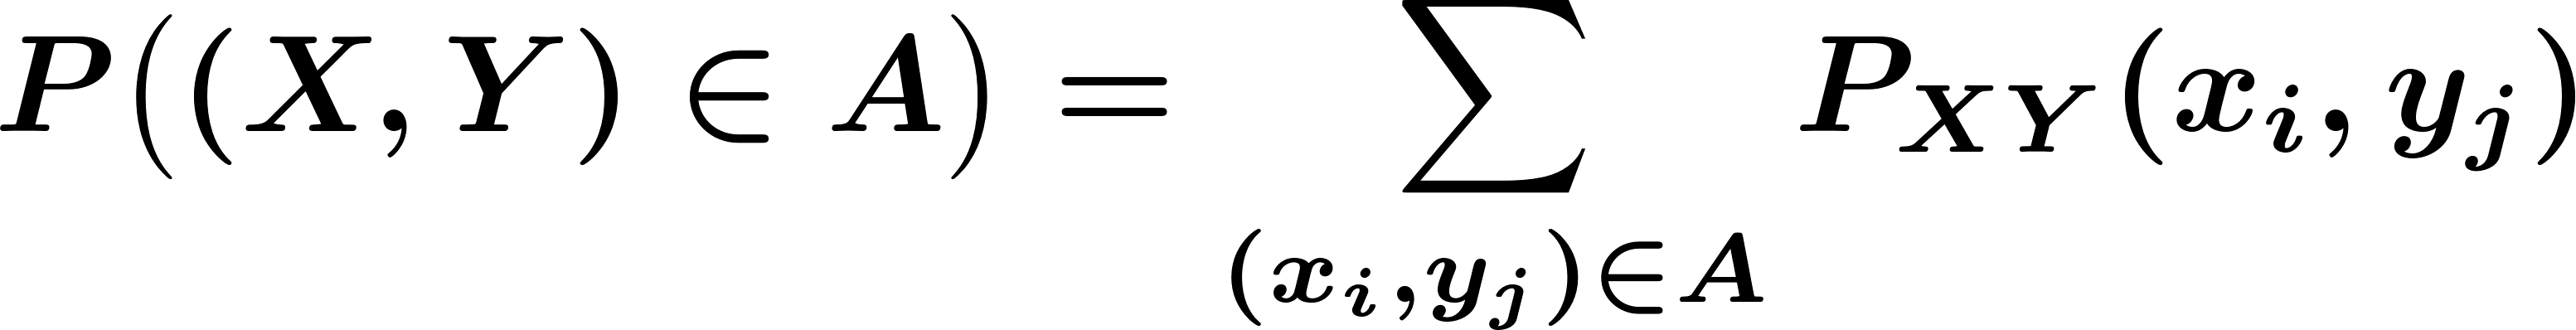 P((X, Y) ∈ A) = ∑ P_{XY}(x_i, y_j)
(x_i,y_j)∈A